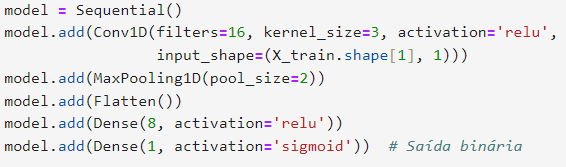 model = Sequential()
model.add(Conv1D(filters=16, kernel_size=3, activation='relu',
input_shape=(X_train.shape[1], 1)))
model.add(MaxPooling1D(pool_size=2))
model.add(Flatten())
model.add(Dense(8, activation='relu'))
model.add(Dense(1, activation='sigmoid'))  # Saída binária